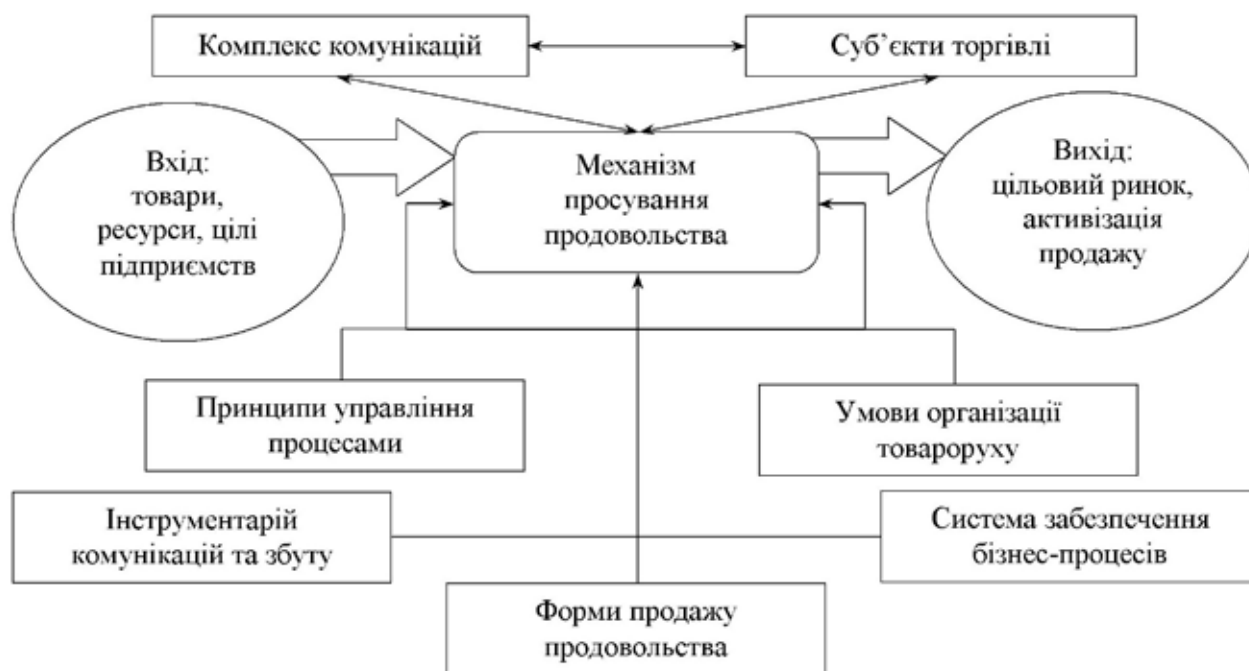 Комплекс комунікацій
Суб’єкти торгівлі
Вхід:
товари,
ресурси, цілі
підприємств
Механізм
просування
продовольства
Вихід:
цільовий ринок,
активізація
продажу
Принципи управління
процесами
Умови організації
товароруху
Інструментарій
комунікацій та збуту
Система забезпечення
бізнес-процесів
Форми продажу
продовольства